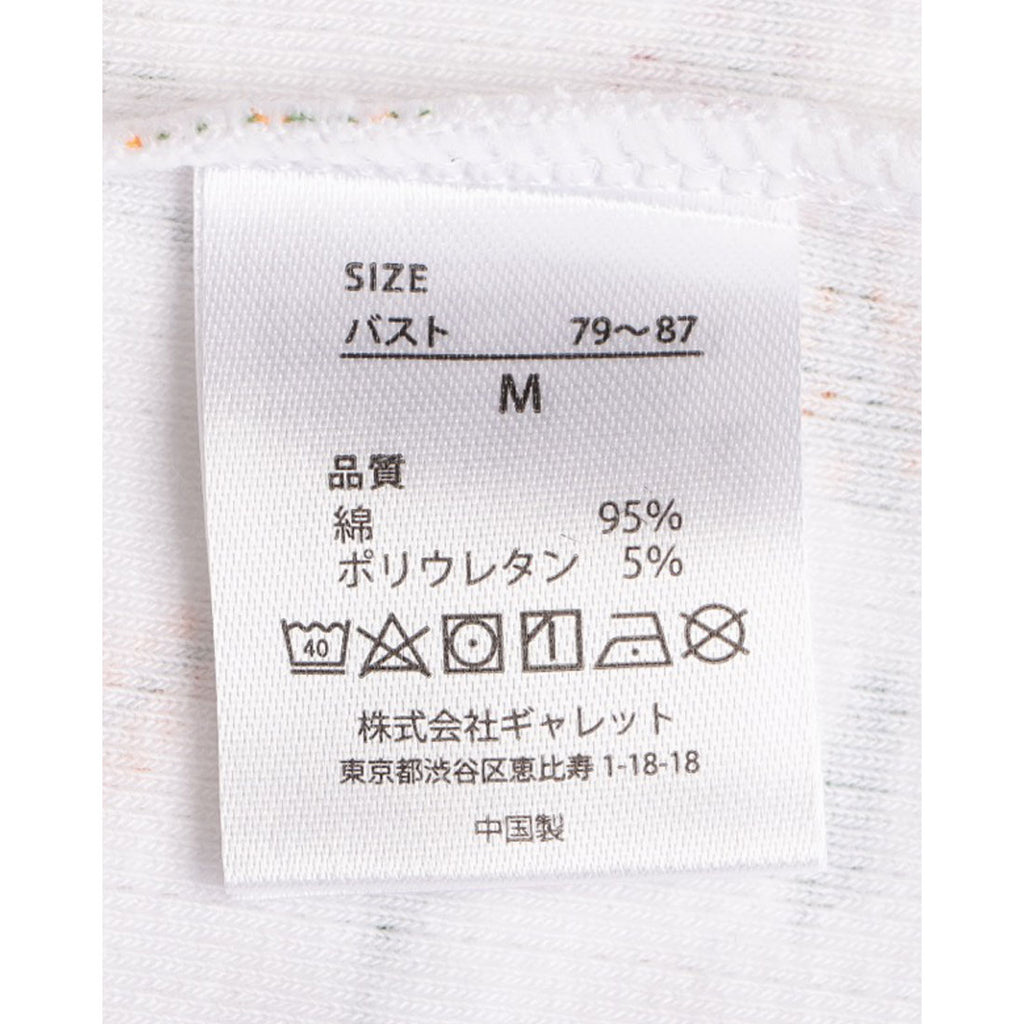 SIZE
バスト 79～87
M
品質
綿 95%
ポリウレタン 5%
40
株式会社ギャレット
東京都渋谷区恵比寿 1-18-18
中国製